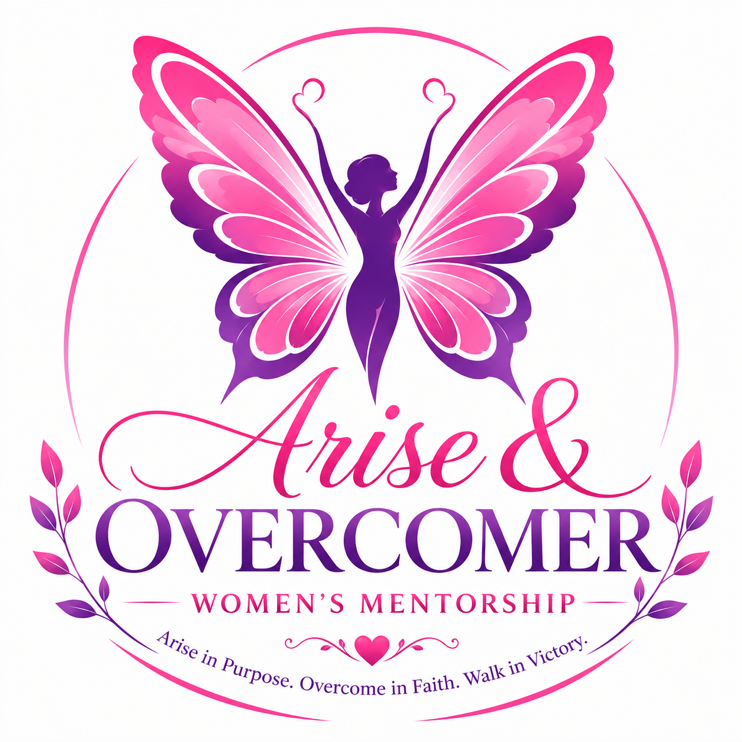 Arise &
OVERCOMER
WOMEN'S MENTORSHIP
Arise in Purpose. Overcome in Faith. Walk in Victory.